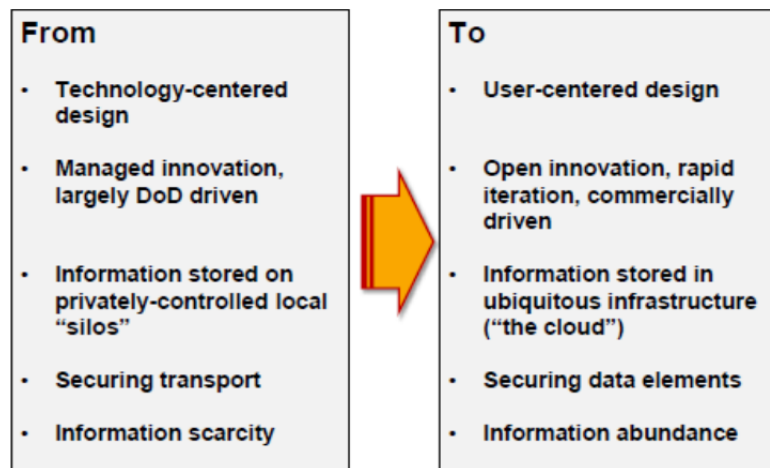 From
• Technology-centered
design
• Managed innovation,
largely DoD driven
• Information stored on
privately-controlled local
“silos”
• Securing transport
• Information scarcity
To
• User-centered design
• Open innovation, rapid
iteration, commercially
driven
• Information stored in
ubiquitous infrastructure
(“the cloud”)
• Securing data elements
• Information abundance